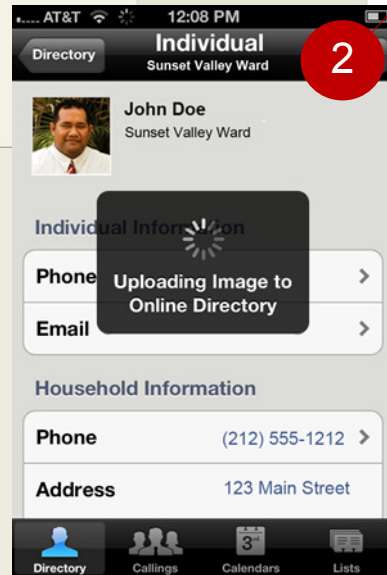 AT&T 12:08 PM
Directory
Individual
Sunset Valley Ward
2
John Doe
Sunset Valley Ward
Individual Information
Uploading Image to
Online Directory
Phone
Email
Household Information
Phone (212) 555-1212
Address 123 Main Street
3rd
Directory Callings Calendars Lists